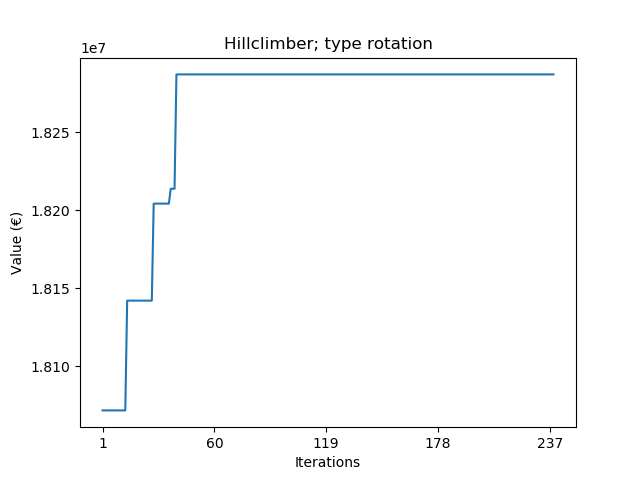 Hillclimber; type rotation
1e7
1.825
1.820
1.815
1.810
Value (€)
1 60 119 178 237
Iterations